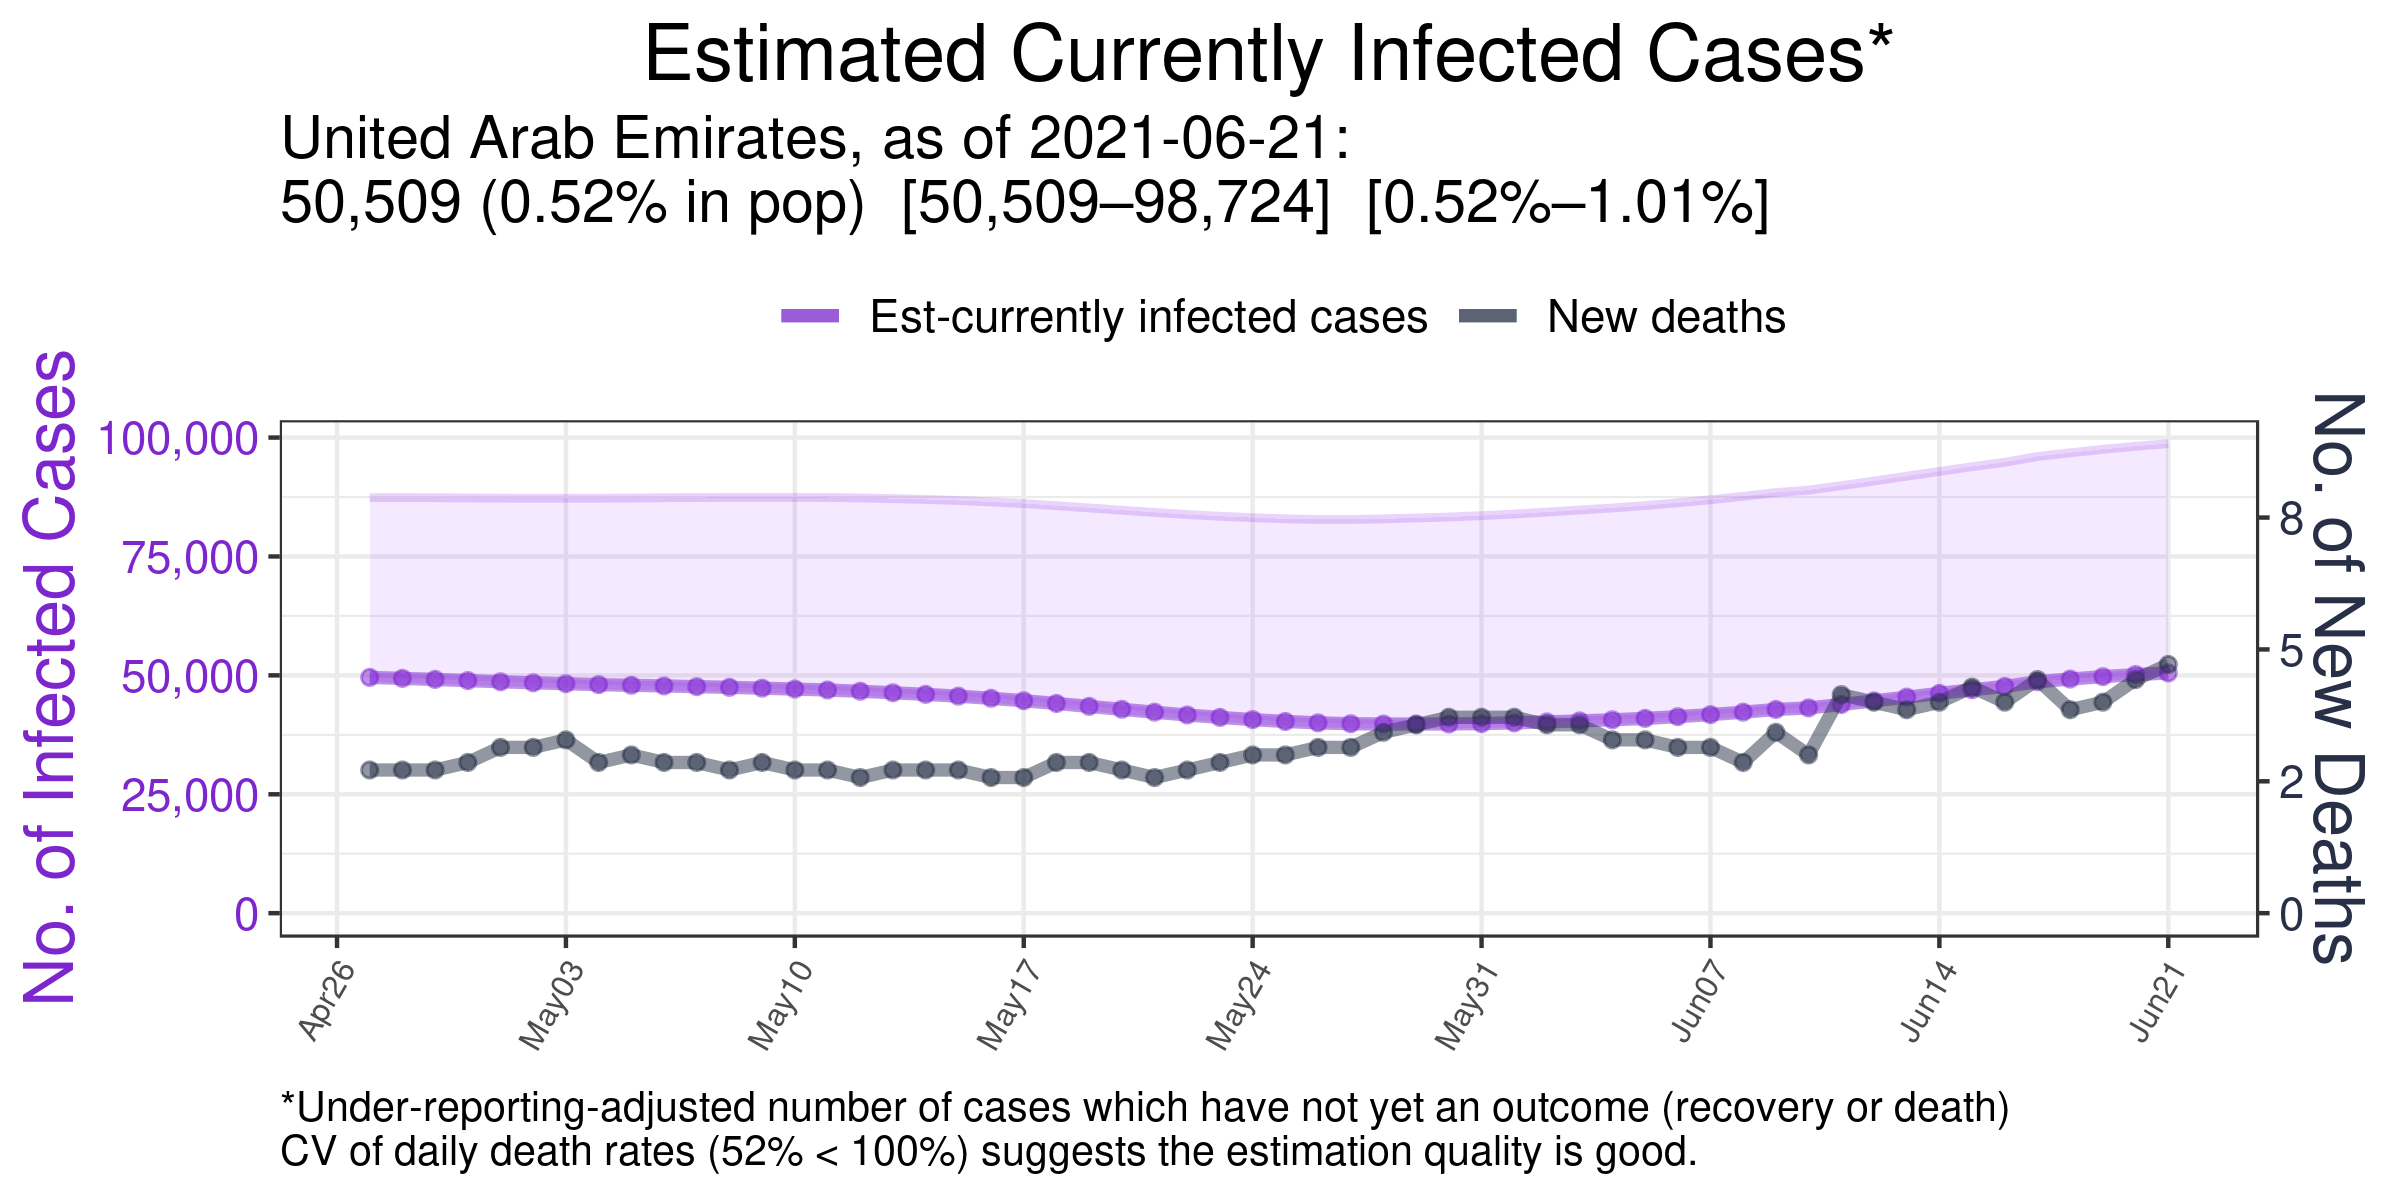 Estimated Currently Infected Cases*
United Arab Emirates, as of 2021-06-21:
50,509 (0.52% in pop)  [50,509–98,724]  [0.52%–1.01%]
Est-currently infected cases
New deaths
No. of Infected Cases
100,000
75,000
50,000
25,000
0
No. of New Deaths
8
5
2
0
Apr26
May03
May10
May17
May24
May31
Jun07
Jun14
Jun21
*Under-reporting-adjusted number of cases which have not yet an outcome (recovery or death)
CV of daily death rates (52% < 100%) suggests the estimation quality is good.